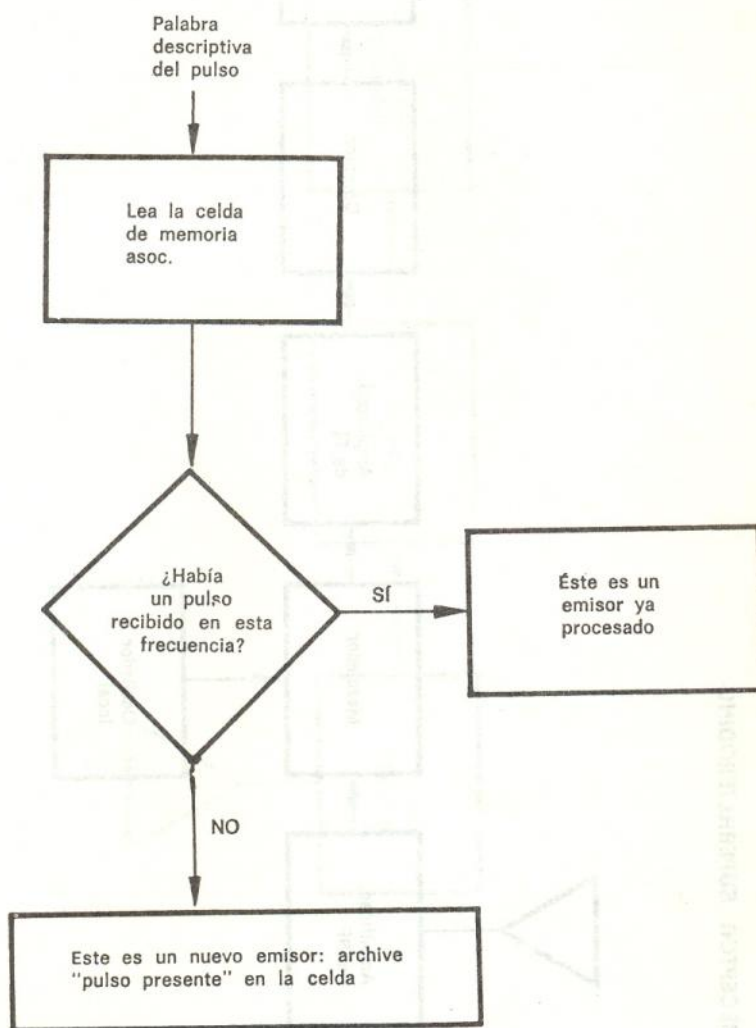 Palabra
descriptiva
del pulso
Lea la celda
de memoria
asoc.
¿Había
un pulso
recibido en esta
frecuencia?
SÍ
Éste es un
emisor ya
procesado
NO
Este es un nuevo emisor: archive
"pulso presente" en la celda